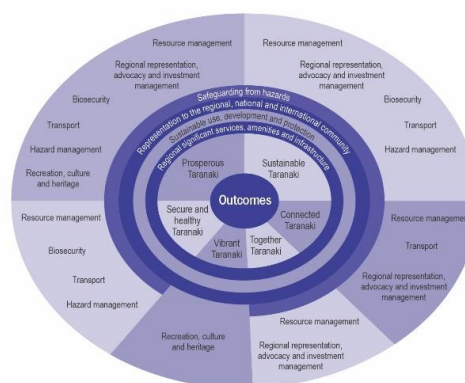 Resource management
Regional representation,
advocacy and investment
management
Biosecurity
Transport
Hazard management
Recreation, culture
and heritage
Resource management
Regional representation,
advocacy and investment
management
Biosecurity
Transport
Hazard management
Safeguarding from hazards
Representation to the regional, national and international community
Sustainable use, development and protection
Regional significant services, amenities and infrastructure
Prosperous
Taranaki
Sustainable
Taranaki
Outcomes
Secure and
healthy
Taranaki
Connected
Taranaki
Vibrant
Taranaki
Together
Taranaki
Resource management
Biosecurity
Transport
Hazard management
Resource management
Transport
Regional representation,
advocacy and investment
management
Recreation, culture
and heritage
Resource management
Regional representation,
advocacy and investment
management